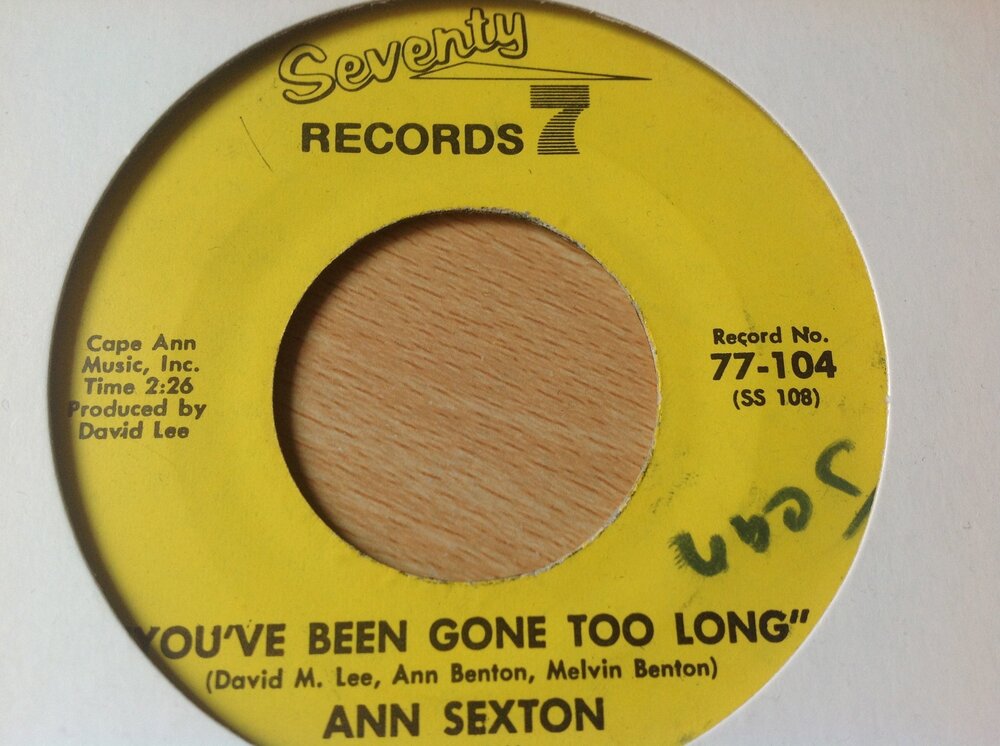 Seventy
RECORDS 7
Cape Ann
Music, Inc.
Time 2:26
Produced by
David Lee
Record No.
77-104
(SS 108)
Sean
"YOU'VE BEEN GONE TOO LONG"
(David M. Lee, Ann Benton, Melvin Benton)
ANN SEXTON